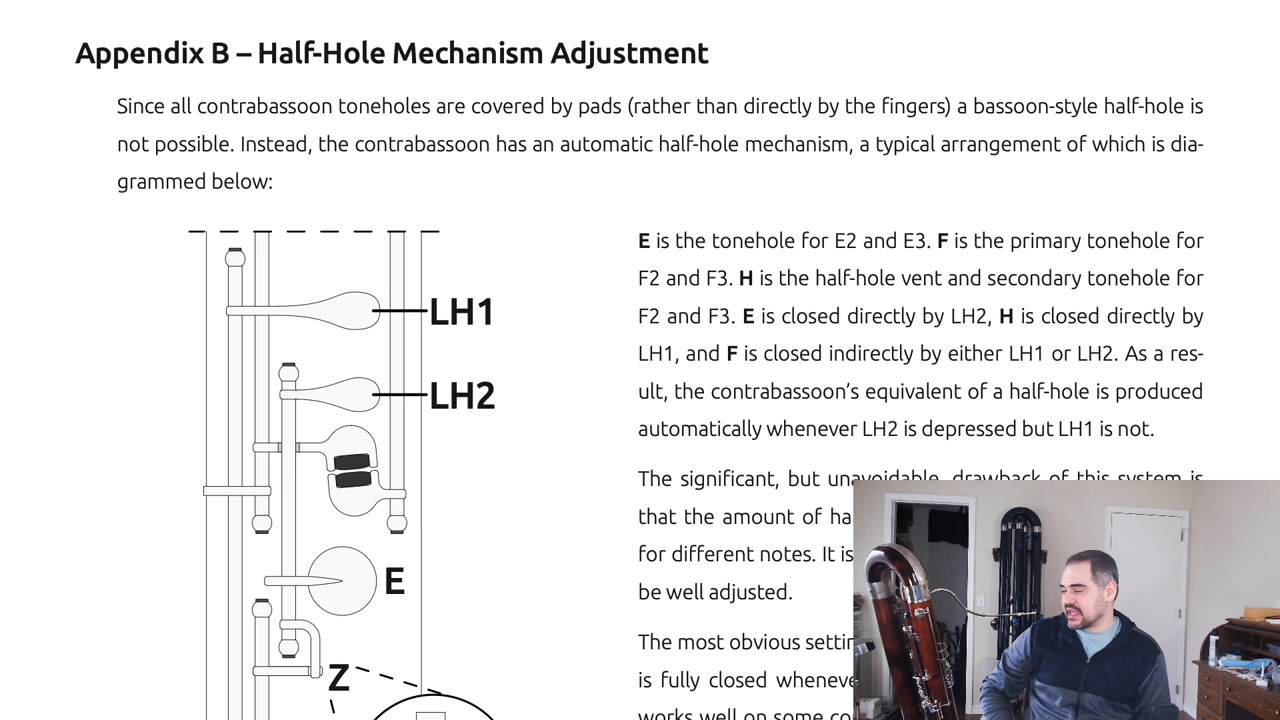 Appendix B – Half-Hole Mechanism Adjustment
Since all contrabassoon toneholes are covered by pads (rather than directly by the fingers) a bassoon-style half-hole is
not possible. Instead, the contrabassoon has an automatic half-hole mechanism, a typical arrangement of which is dia-
grammed below:
LH1
LH2
E
Z
E is the tonehole for E2 and E3. F is the primary tonehole for
F2 and F3. H is the half-hole vent and secondary tonehole for
F2 and F3. E is closed directly by LH2, H is closed directly by
LH1, and F is closed indirectly by either LH1 or LH2. As a res-
ult, the contrabassoon's equivalent of a half-hole is produced
automatically whenever LH2 is depressed but LH1 is not.
The significant, but unavoidable, drawback of this system is
that the amount of ha
for different notes. It is
be well adjusted.
The most obvious settin
is fully closed wheneve
works well on some co